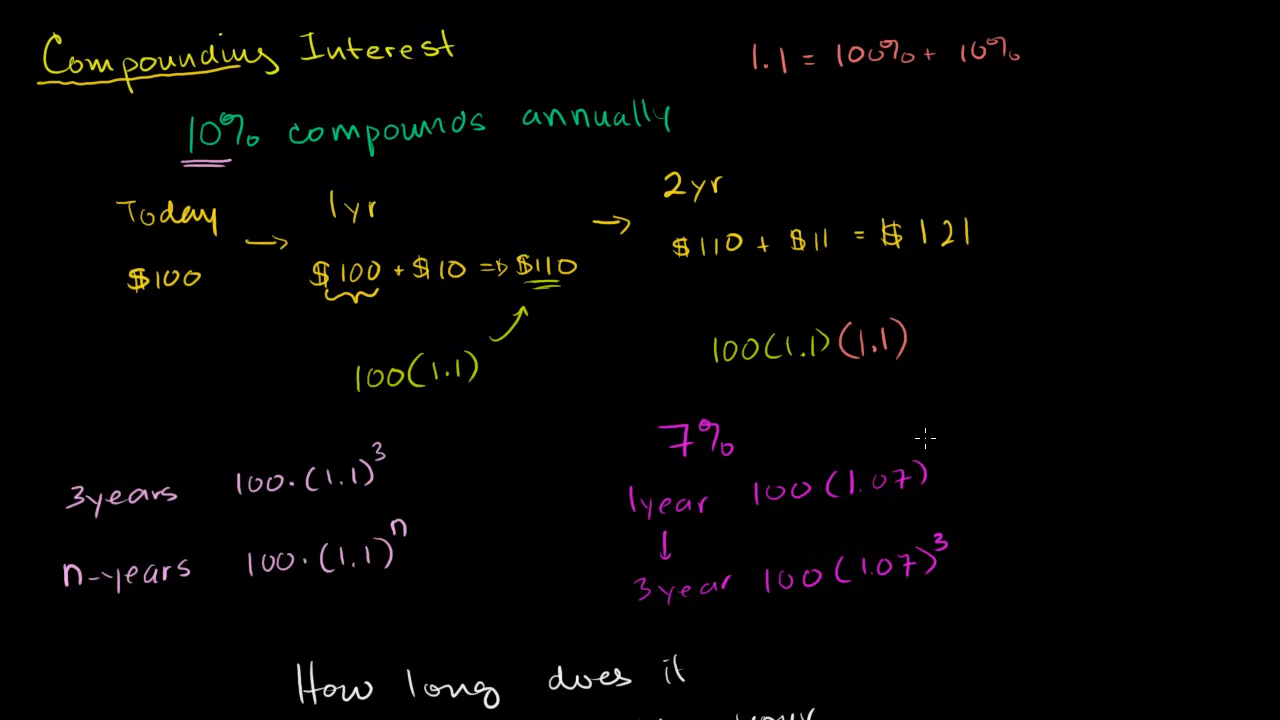 Compounding Interest
1.1 = 100% + 10%
10% compounds annually
Today
$100
→
1yr
$100 + $10 => $110
100(1.1)
→
2yr
$110 + $11 = $121
100(1.1)(1.1)
3years 100·(1.1)^3
n-years 100·(1.1)^n
7%
1year 100(1.07)
↓
3year 100(1.07)^3
How long does it
your